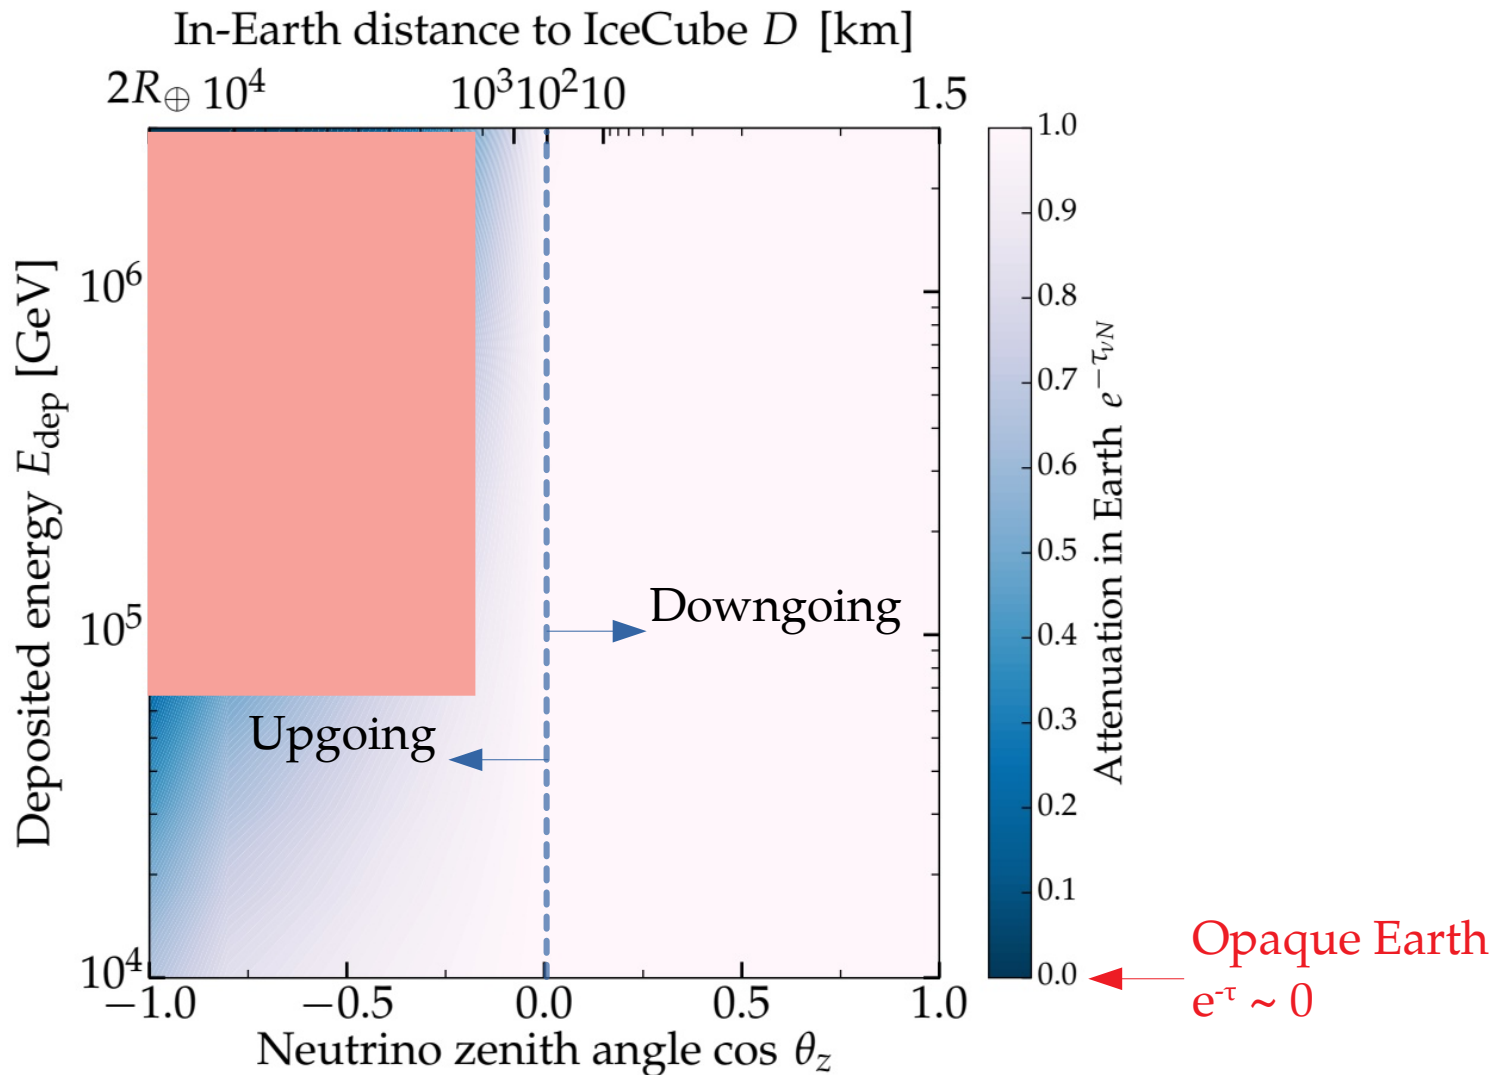 In-Earth distance to IceCube D [km]
2R⊕ 10⁴ 10³10²10 1.5
Deposited energy E_dep [GeV]
10⁶
10⁵
10⁴
Downgoing
Upgoing
−1.0 −0.5 0.0 0.5 1.0
Neutrino zenith angle cos θ_z
1.0
0.9
0.8
0.7
0.6
0.5
0.4
0.3
0.2
0.1
0.0
Attenuation in Earth e^−τ_νN
Opaque Earth
e^-τ ~ 0